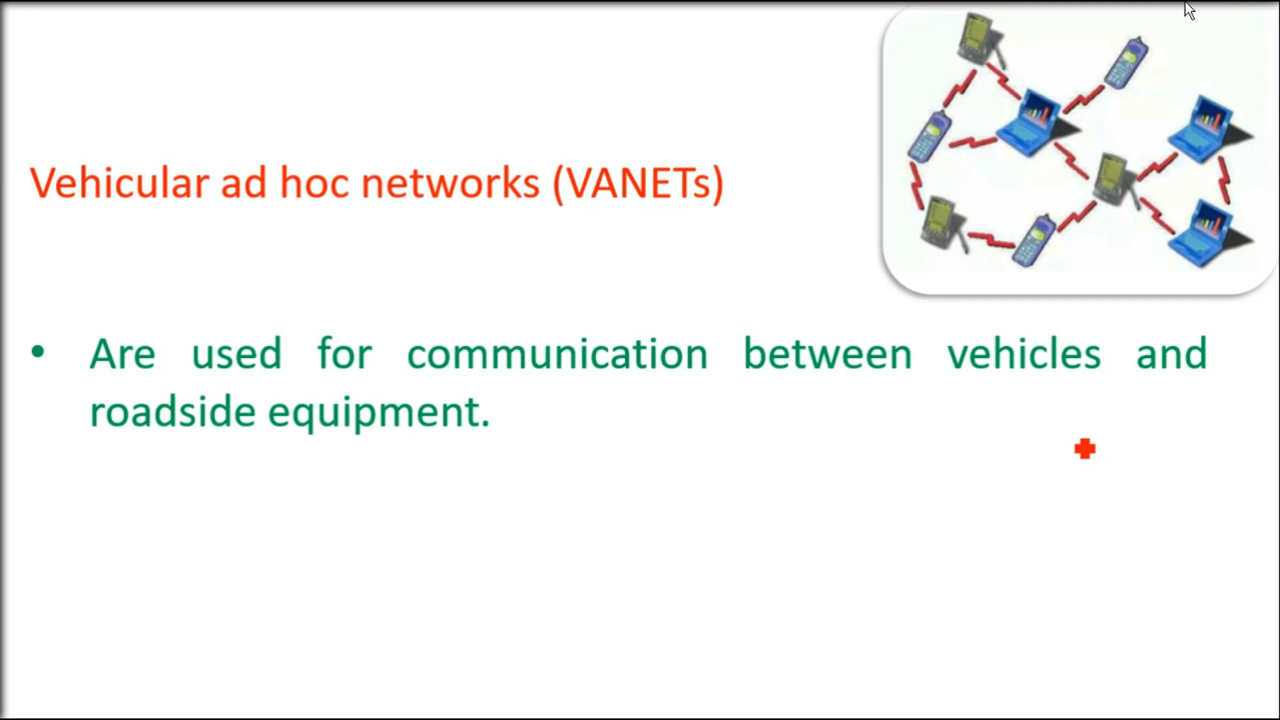 Vehicular ad hoc networks (VANETs)
• Are used for communication between vehicles and
roadside equipment.